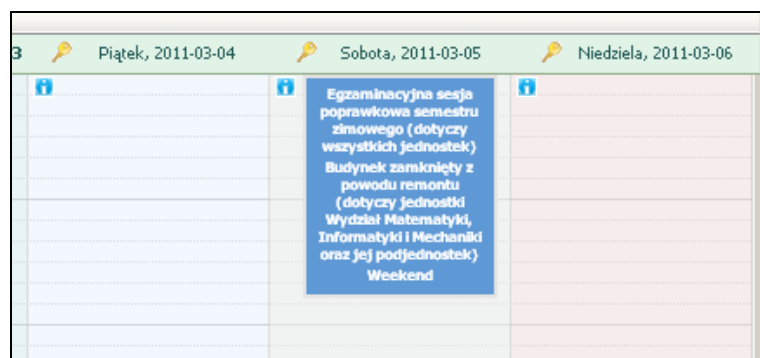 3 Piątek, 2011-03-04 Sobota, 2011-03-05 Niedziela, 2011-03-06
Egzaminacyjna sesja
poprawkowa semestru
zimowego (dotyczy
wszystkich jednostek)
Budynek zamknięty z
powodu remontu
(dotyczy jednostki
Wydział Matematyki,
Informatyki i Mechaniki
oraz jej podjednostek)
Weekend